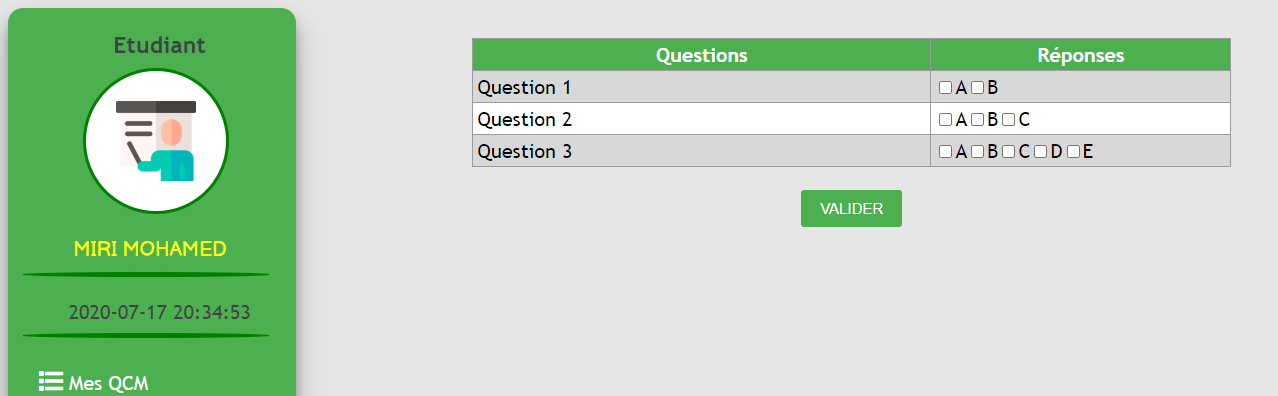 Etudiant
MIRI MOHAMED
2020-07-17 20:34:53
Mes QCM
Questions Réponses
Question 1 A B
Question 2 A B C
Question 3 A B C D E
VALIDER